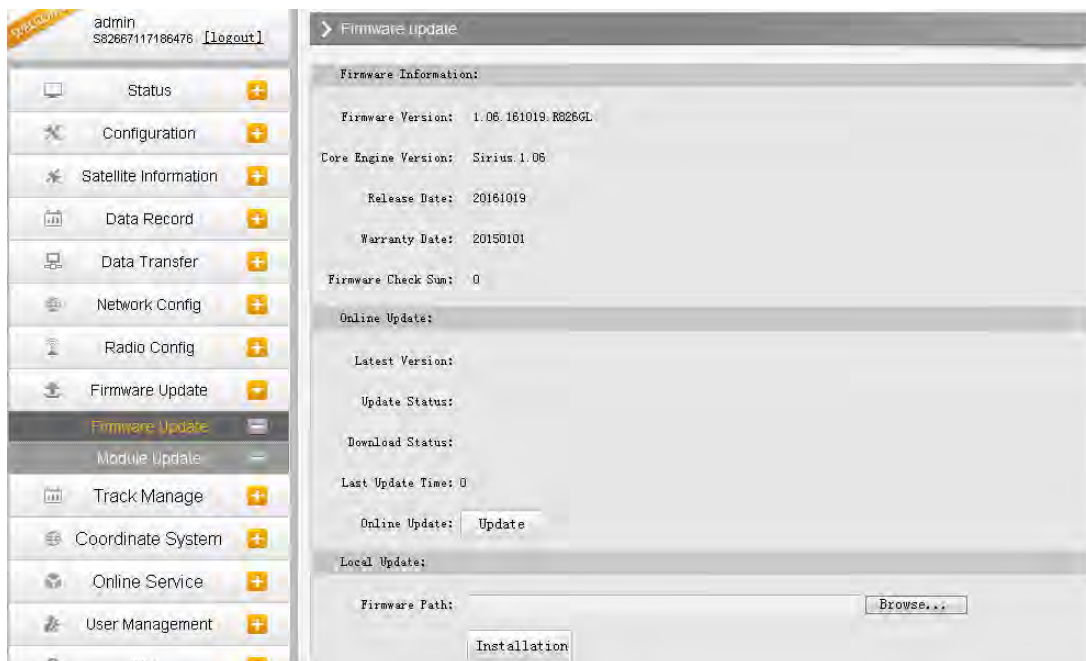 WELCOME
admin
S82667117186476 [logout]
Status
Configuration
Satellite Information
Data Record
Data Transfer
Network Config
Radio Config
Firmware Update
Firmware Update
Module Update
Track Manage
Coordinate System
Online Service
User Management
Firmware update
Firmware Information:
Firmware Version: 1.06.161019.R826GL
Core Engine Version: Sirius.1.06
Release Date: 20161019
Warranty Date: 20150101
Firmware Check Sum: 0
Online Update:
Latest Version:
Update Status:
Download Status:
Last Update Time: 0
Online Update: Update
Local Update:
Firmware Path: Browse...
Installation